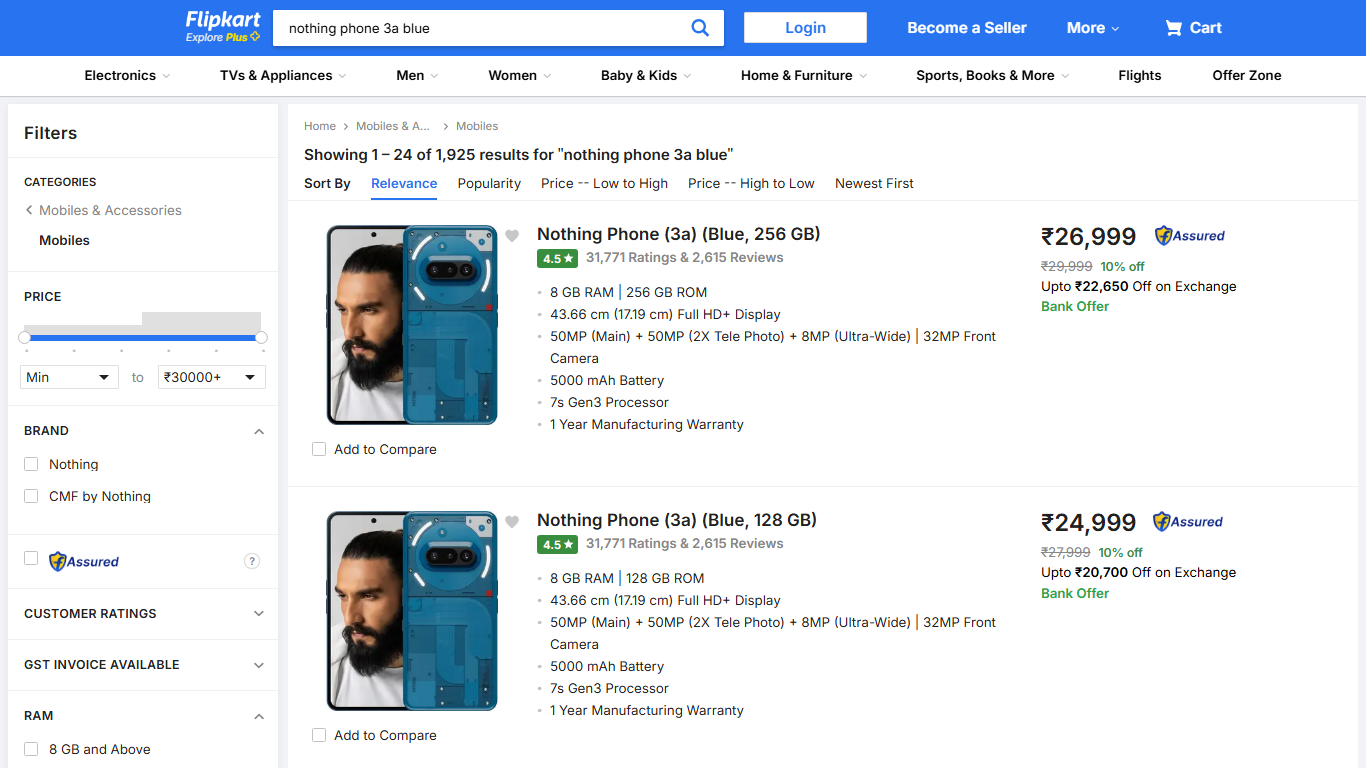 Flipkart
Explore Plus
nothing phone 3a blue
Login
Become a Seller
More
Cart
Electronics
TVs & Appliances
Men
Women
Baby & Kids
Home & Furniture
Sports, Books & More
Flights
Offer Zone
Filters
CATEGORIES
Mobiles & Accessories
Mobiles
PRICE
Min
to
₹30000+
BRAND
Nothing
CMF by Nothing
Assured
?
CUSTOMER RATINGS
GST INVOICE AVAILABLE
RAM
8 GB and Above
Home
Mobiles & A...
Mobiles
Showing 1 – 24 of 1,925 results for "nothing phone 3a blue"
Sort By
Relevance
Popularity
Price -- Low to High
Price -- High to Low
Newest First
Nothing Phone (3a) (Blue, 256 GB)
4.5★
31,771 Ratings & 2,615 Reviews
8 GB RAM | 256 GB ROM
43.66 cm (17.19 cm) Full HD+ Display
50MP (Main) + 50MP (2X Tele Photo) + 8MP (Ultra-Wide) | 32MP Front
Camera
5000 mAh Battery
7s Gen3 Processor
1 Year Manufacturing Warranty
Add to Compare
₹26,999
Assured
₹29,999 10% off
Upto ₹22,650 Off on Exchange
Bank Offer
Nothing Phone (3a) (Blue, 128 GB)
4.5★
31,771 Ratings & 2,615 Reviews
8 GB RAM | 128 GB ROM
43.66 cm (17.19 cm) Full HD+ Display
50MP (Main) + 50MP (2X Tele Photo) + 8MP (Ultra-Wide) | 32MP Front
Camera
5000 mAh Battery
7s Gen3 Processor
1 Year Manufacturing Warranty
Add to Compare
₹24,999
Assured
₹27,999 10% off
Upto ₹20,700 Off on Exchange
Bank Offer